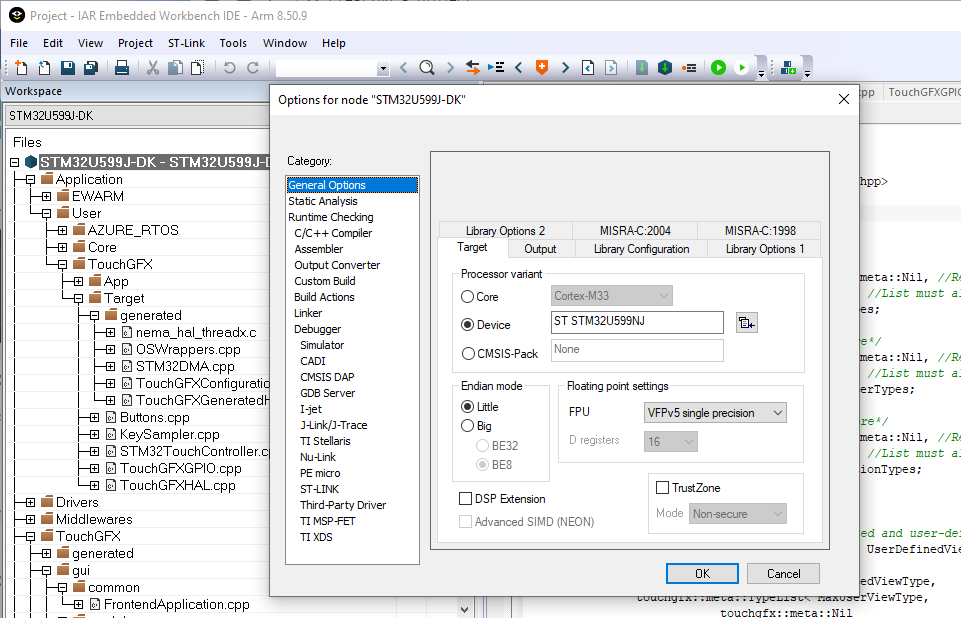 Project - IAR Embedded Workbench IDE - Arm 8.50.9
File Edit View Project ST-Link Tools Window Help
Workspace
STM32U599J-DK
Files
STM32U599J-DK - STM32U599J-D
Application
EWARM
User
AZURE_RTOS
Core
TouchGFX
App
Target
generated
nema_hal_threadx.c
OSWrappers.cpp
STM32DMA.cpp
TouchGFXConfiguratio
TouchGFXGeneratedH
Buttons.cpp
KeySampler.cpp
STM32TouchController.c
TouchGFXGPIO.cpp
TouchGFXHAL.cpp
Drivers
Middlewares
TouchGFX
generated
gui
common
FrontendApplication.cpp
Options for node "STM32U599J-DK"
Category:
General Options
Static Analysis
Runtime Checking
C/C++ Compiler
Assembler
Output Converter
Custom Build
Build Actions
Linker
Debugger
Simulator
CADI
CMSIS DAP
GDB Server
I-jet
J-Link/J-Trace
TI Stellaris
Nu-Link
PE micro
ST-LINK
Third-Party Driver
TI MSP-FET
TI XDS
Library Options 2 MISRA-C:2004 MISRA-C:1998
Target Output Library Configuration Library Options 1
Processor variant
Core Cortex-M33
Device ST STM32U599NJ
CMSIS-Pack None
Endian mode
Little
Big
BE32
BE8
Floating point settings
FPU VFPv5 single precision
D registers 16
DSP Extension
Advanced SIMD (NEON)
TrustZone
Mode Non-secure
OK Cancel
pp TouchGFXGPIO
hpp>
meta::Nil, //Re
//List must al
es;
re*/
meta::Nil, //Re
//List must al
erTypes;
re*/
meta::Nil, //Re
//List must al
ionTypes;
ed and user-def
UserDefinedVie
edViewType,
touchgfx::meta::TypeList< MaxUserViewType,
touchgfx::meta::Nil